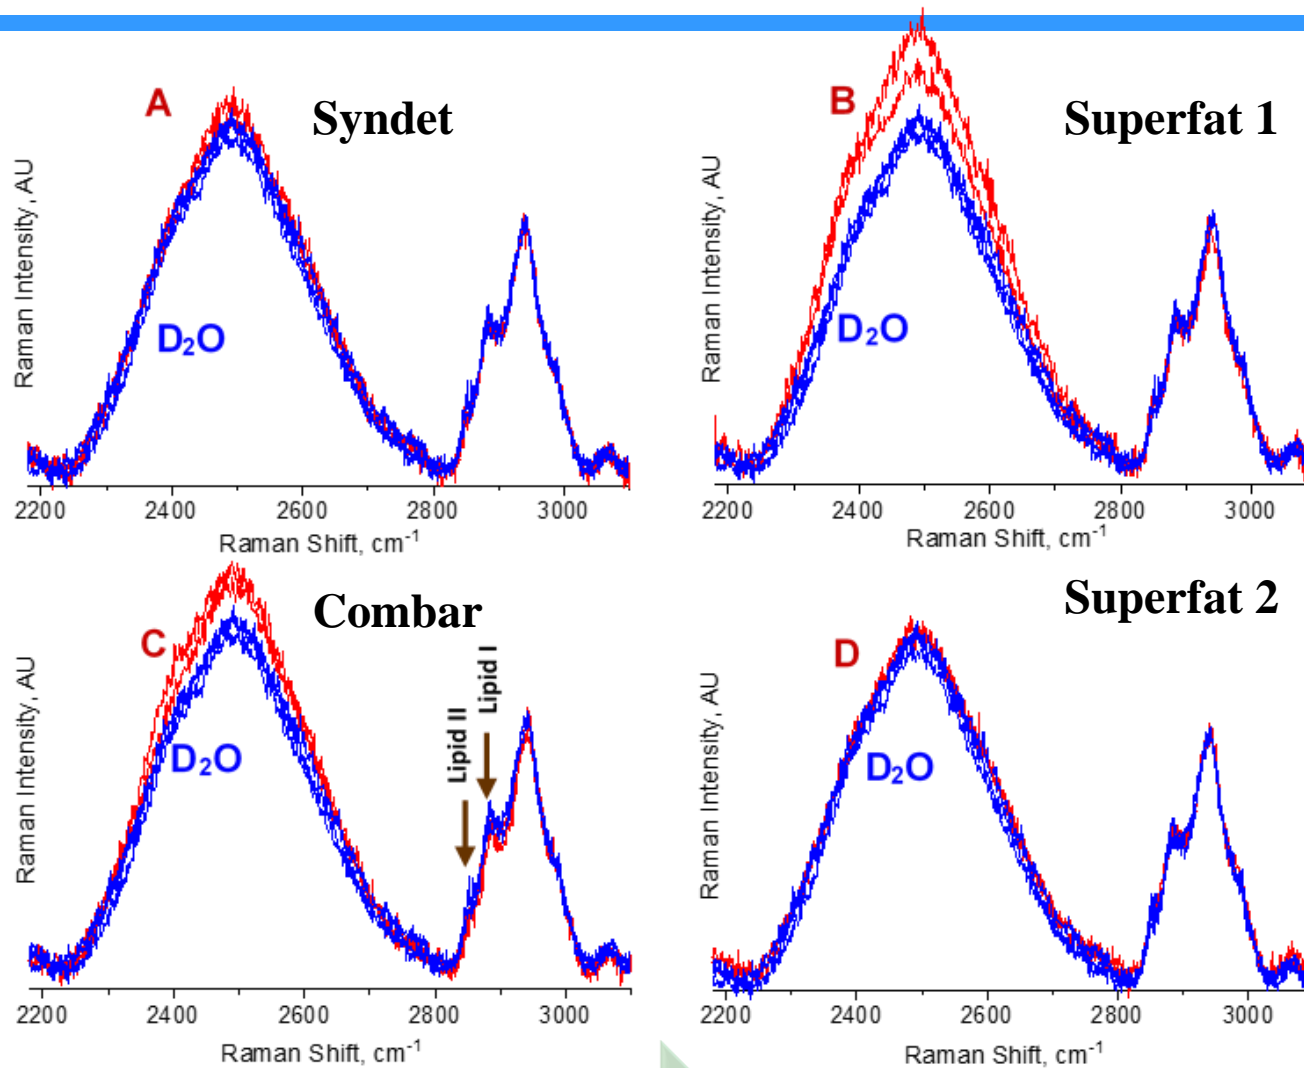 A
Syndet
Raman Intensity, AU
D₂O
2200 2400 2600 2800 3000
Raman Shift, cm⁻¹
B
Superfat 1
Raman Intensity, AU
D₂O
2200 2400 2600 2800 3000
Raman Shift, cm⁻¹
C
Combar
Raman Intensity, AU
D₂O
Lipid II
Lipid I
2200 2400 2600 2800 3000
Raman Shift, cm⁻¹
D
Superfat 2
Raman Intensity, AU
D₂O
2200 2400 2600 2800 3000
Raman Shift, cm⁻¹